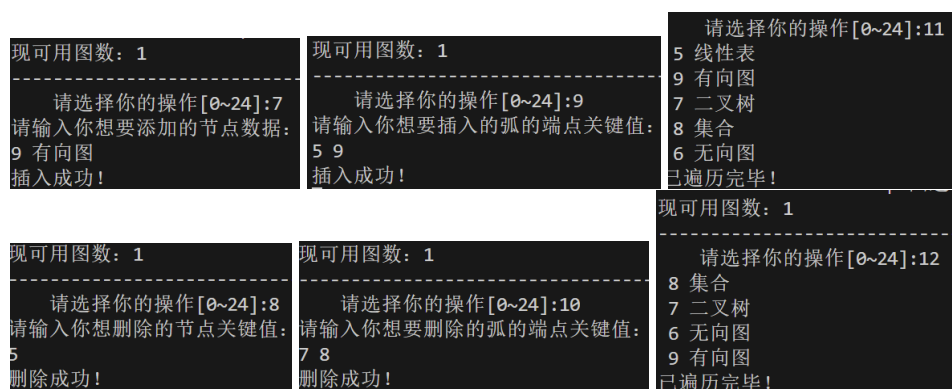 现可用图数：1
--------------------------------
请选择你的操作[0~24]:7
请输入你想要添加的节点数据：
9 有向图
插入成功！
现可用图数：1
--------------------------------
请选择你的操作[0~24]:9
请输入你想要插入的弧的端点关键值：
5 9
插入成功！
请选择你的操作[0~24]:11
5 线性表
9 有向图
7 二叉树
8 集合
6 无向图
已遍历完毕！
现可用图数：1
--------------------------------
请选择你的操作[0~24]:8
请输入你想删除的节点关键值：
5
删除成功！
现可用图数：1
--------------------------------
请选择你的操作[0~24]:10
请输入你想要删除的弧的端点关键值：
7 8
删除成功！
现可用图数：1
--------------------------------
请选择你的操作[0~24]:12
8 集合
7 二叉树
6 无向图
9 有向图
已遍历完毕！